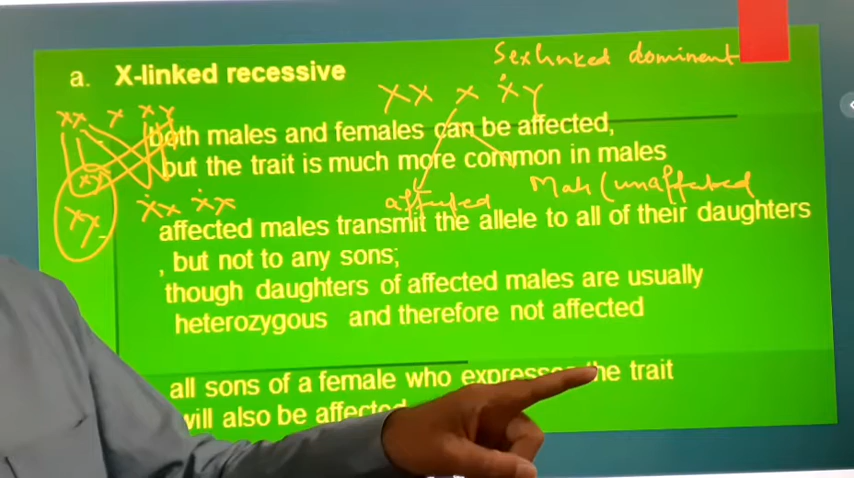 Sexlinked dominent
a. X-linked recessive
XX x XY
XX x XY
both males and females can be affected,
but the trait is much more common in males
XY
affected Male (unaffected
XY
XX XX
affected males transmit the allele to all of their daughters
, but not to any sons;
though daughters of affected males are usually
heterozygous and therefore not affected
all sons of a female who expresses the trait
will also be affected